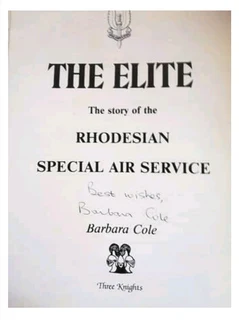 THE ELITE
The story of the
RHODESIAN
SPECIAL AIR SERVICE
Best wishes,
Barbara Cole
Barbara Cole
Three Knights